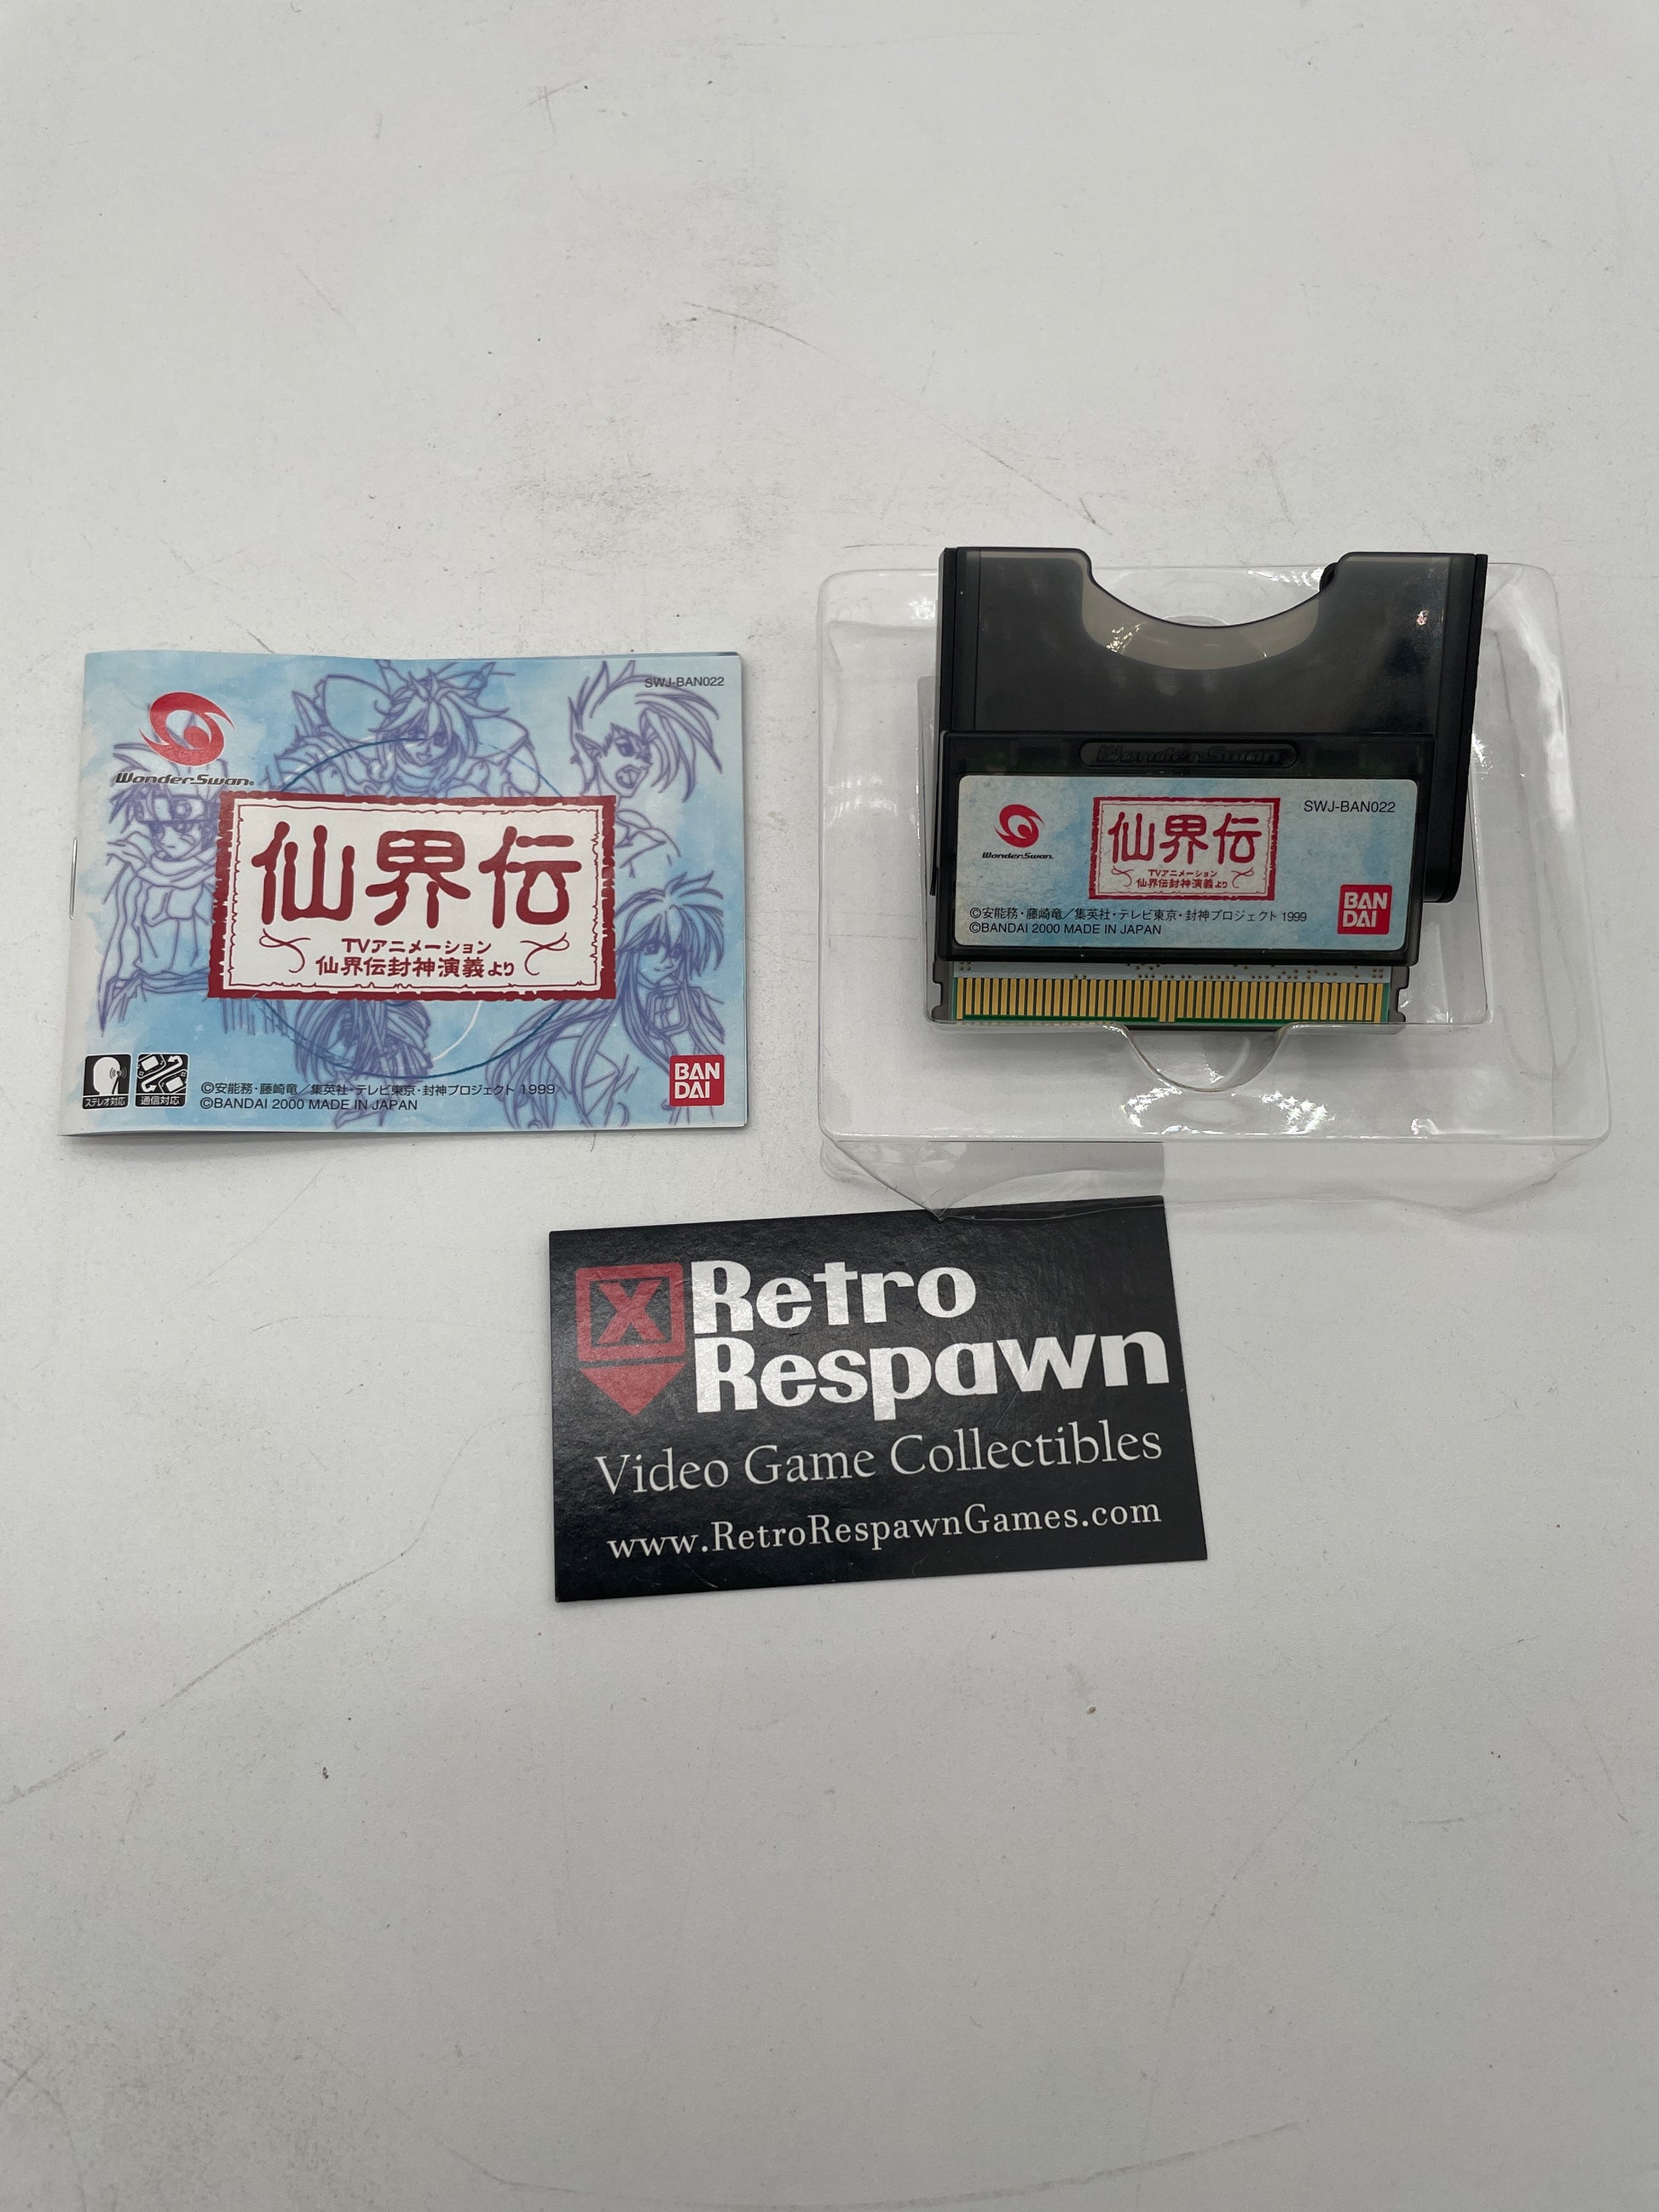 SWJ-BAN022
WonderSwan
仙界伝
TVアニメーション
仙界伝封神演義より
ステレオ対応
通信対応
©安能務・藤崎竜／集英社・テレビ東京・封神プロジェクト 1999
©BANDAI 2000 MADE IN JAPAN
BAN
DAI
WonderSwan
SWJ-BAN022
WonderSwan
仙界伝
TVアニメーション
仙界伝封神演義より
©安能務・藤崎竜／集英社・テレビ東京・封神プロジェクト 1999
©BANDAI 2000 MADE IN JAPAN
BAN
DAI
X
Retro
Respawn
Video Game Collectibles
www.RetroRespawnGames.com